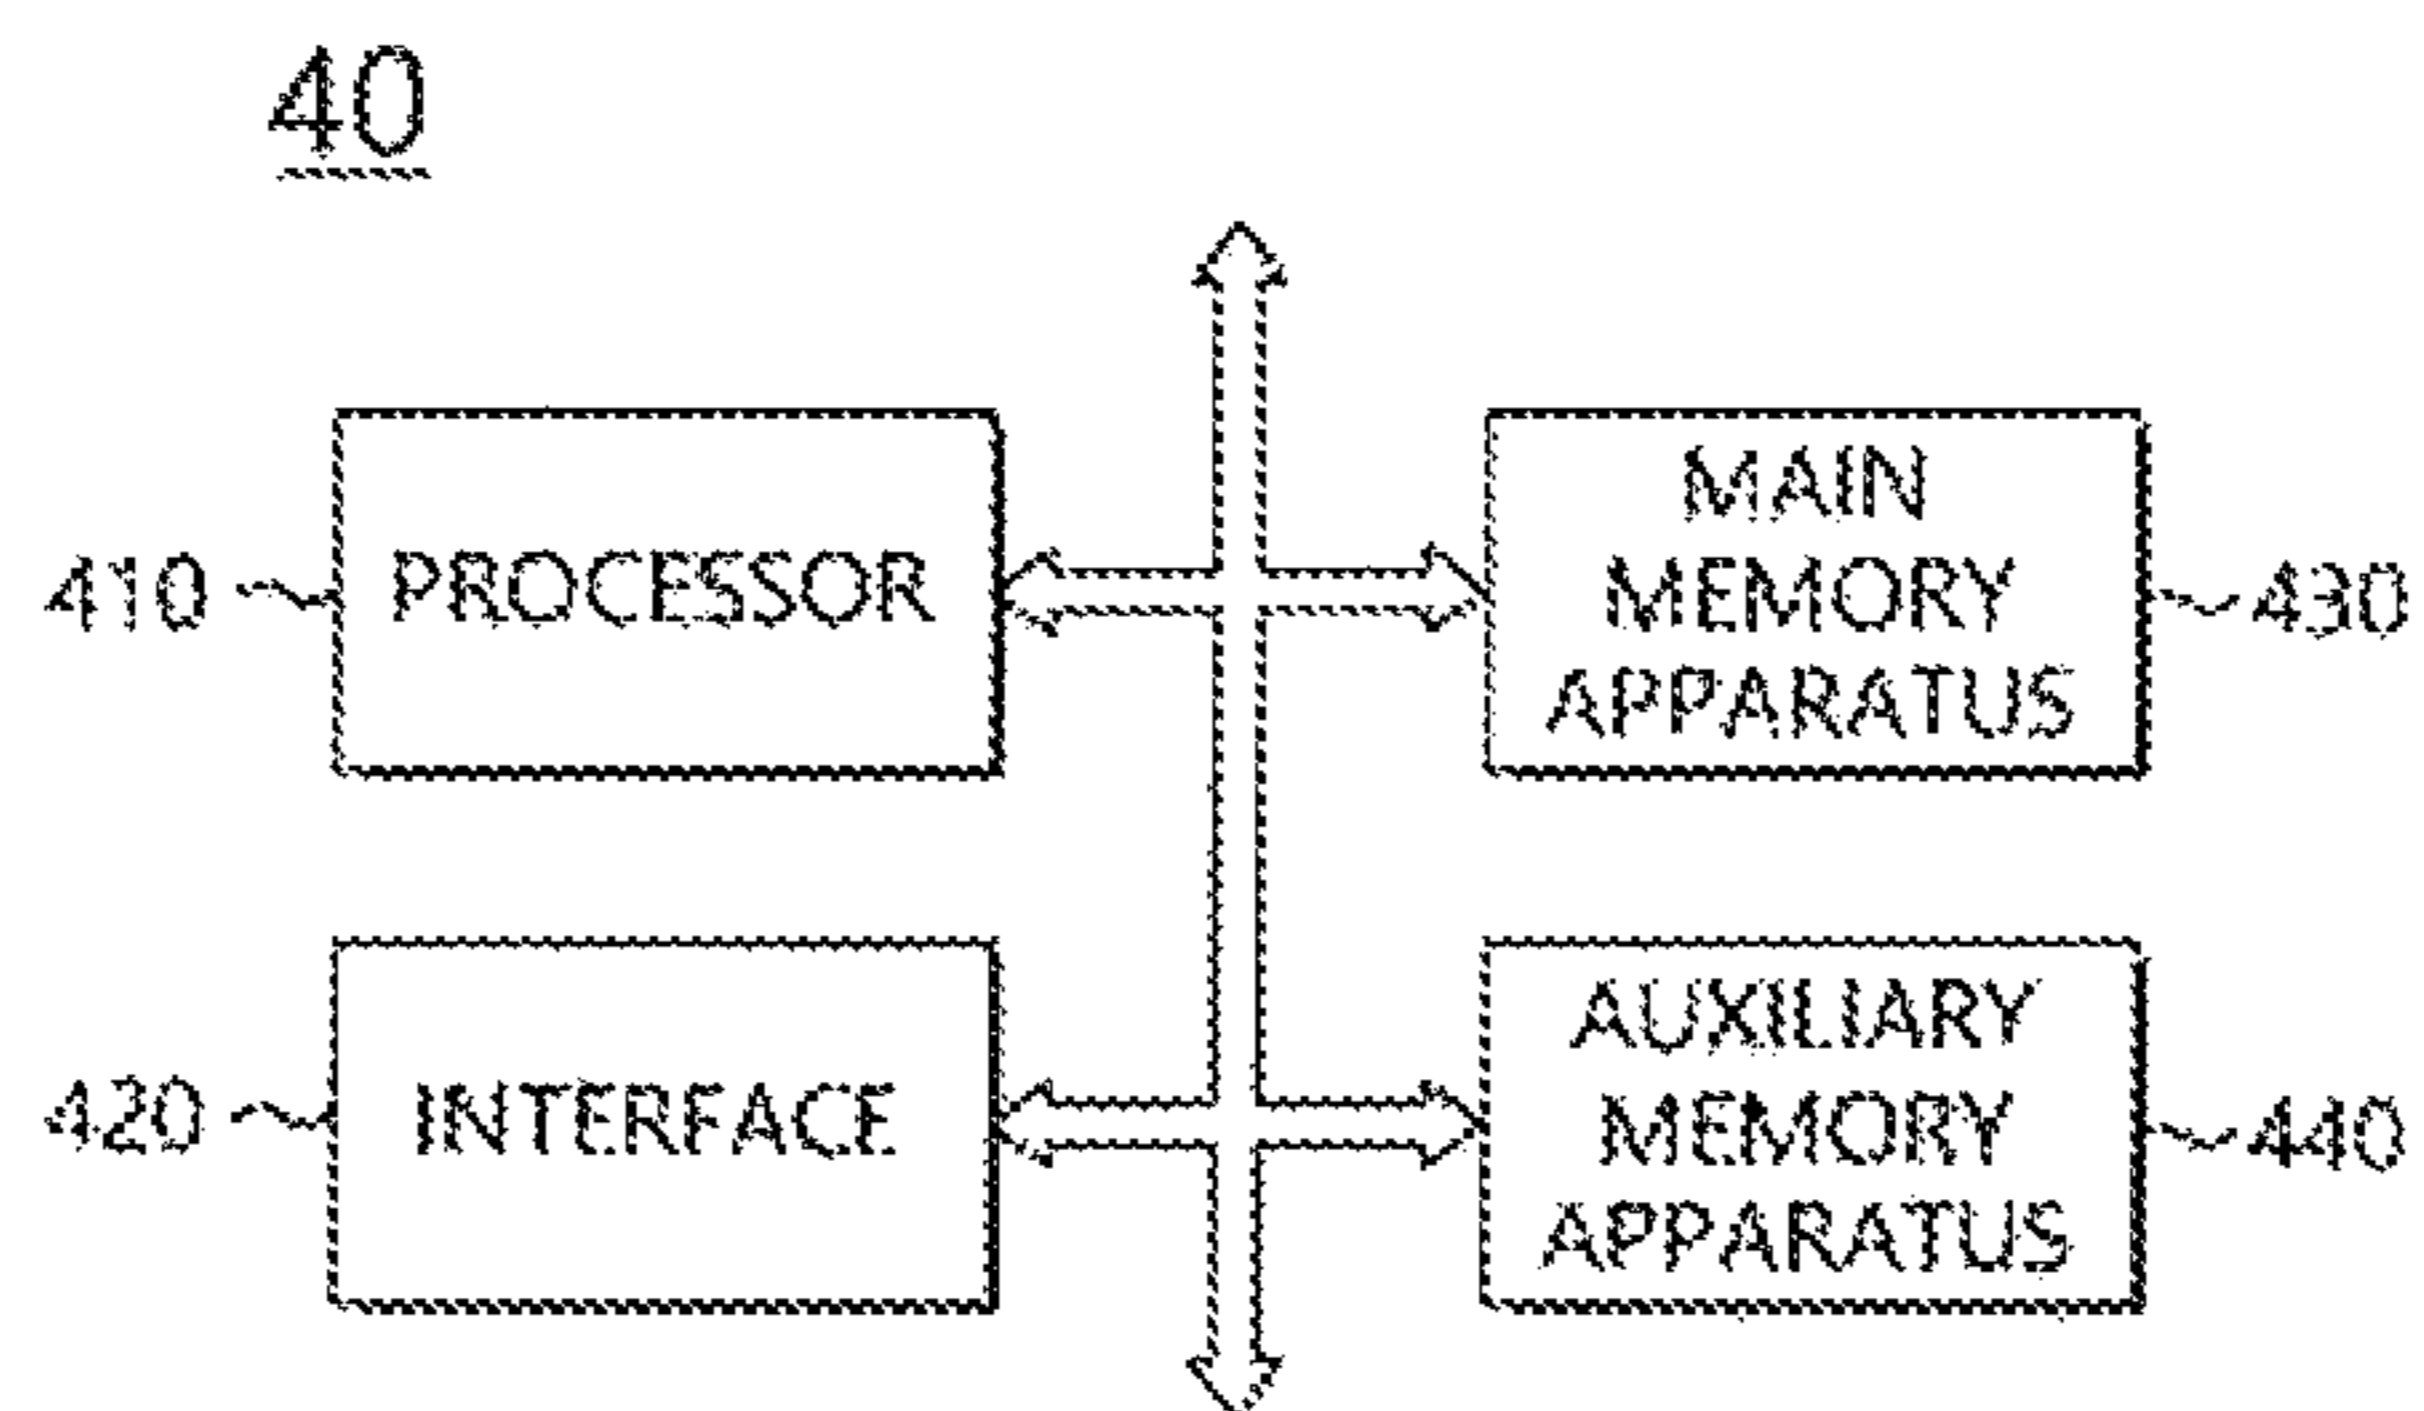 40
410
PROCESSOR
MAIN
MEMORY
APPARATUS
430
420
INTERFACE
AUXILIARY
MEMORY
APPARATUS
440